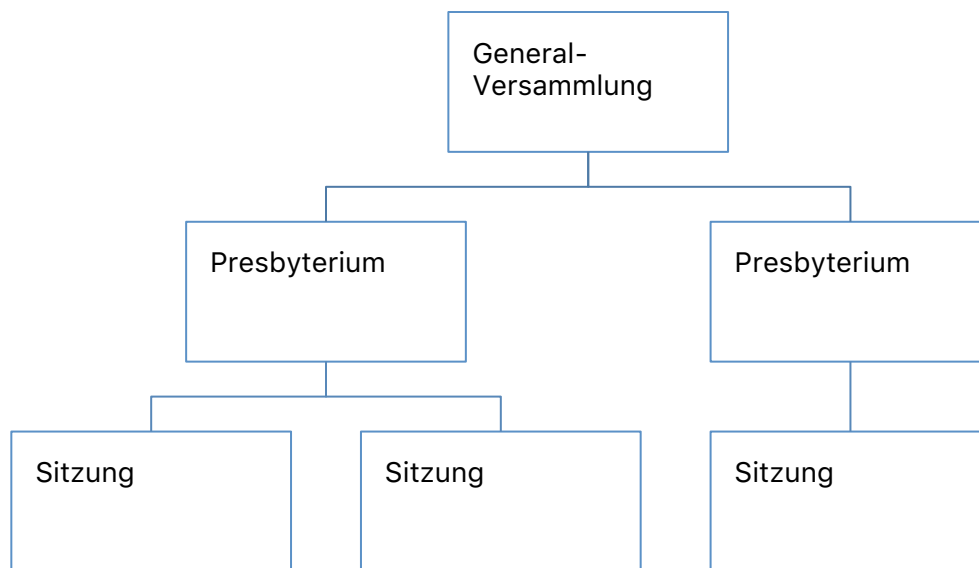 General-
Versammlung
Presbyterium
Presbyterium
Sitzung
Sitzung
Sitzung